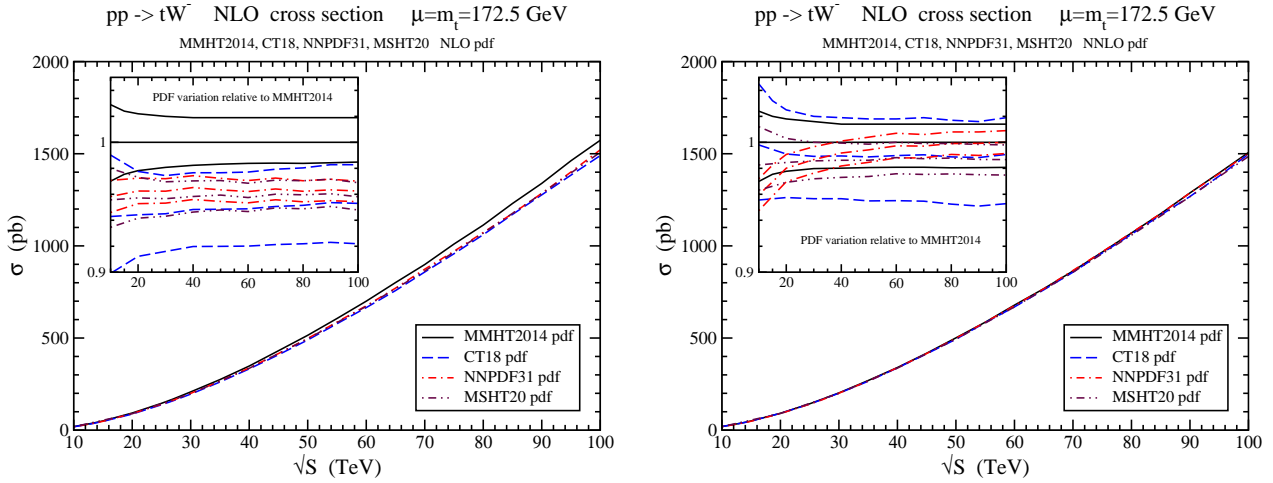 pp -> tW⁻ NLO cross section μ=mₜ=172.5 GeV
MMHT2014, CT18, NNPDF31, MSHT20 NLO pdf
2000
1500
1000
500
0
σ (pb)
PDF variation relative to MMHT2014
1
0.9
20 40 60 80 100
MMHT2014 pdf
CT18 pdf
NNPDF31 pdf
MSHT20 pdf
10 20 30 40 50 60 70 80 90 100
√S (TeV)
pp -> tW⁻ NLO cross section μ=mₜ=172.5 GeV
MMHT2014, CT18, NNPDF31, MSHT20 NNLO pdf
2000
1500
1000
500
0
σ (pb)
1
PDF variation relative to MMHT2014
0.9
20 40 60 80 100
MMHT2014 pdf
CT18 pdf
NNPDF31 pdf
MSHT20 pdf
10 20 30 40 50 60 70 80 90 100
√S (TeV)